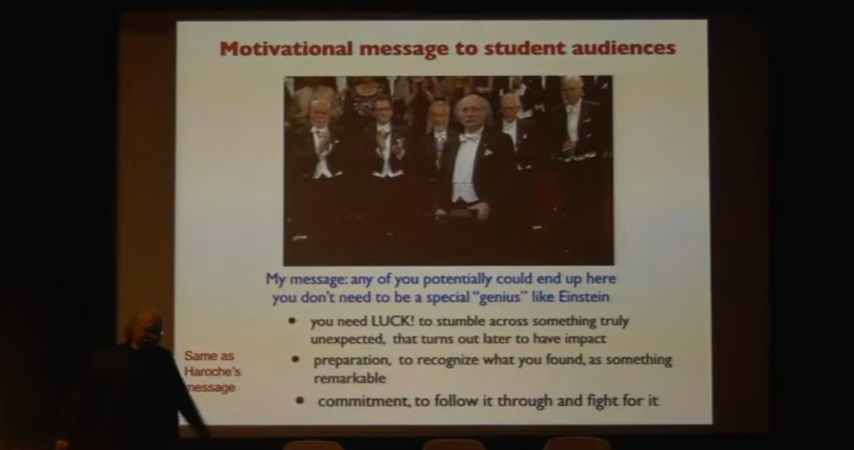 Motivational message to student audiences
My message: any of you potentially could end up here
you don't need to be a special "genius" like Einstein
• you need LUCK! to stumble across something truly
unexpected, that turns out later to have impact
• preparation, to recognize what you found, as something
remarkable
• commitment, to follow it through and fight for it
Same as
Haroche's
message